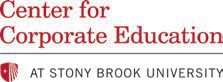 Center for
Corporate Education
AT STONY BROOK UNIVERSITY